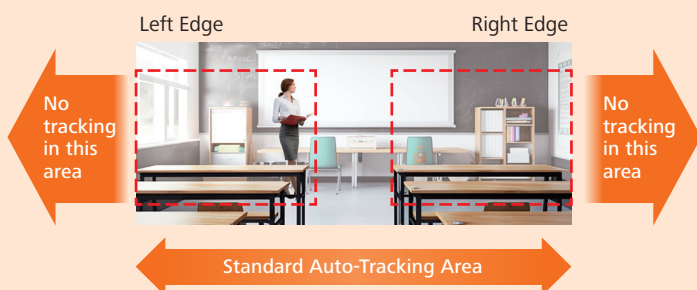 Left Edge
Right Edge
No
tracking
in this
area
No
tracking
in this
area
Standard Auto-Tracking Area